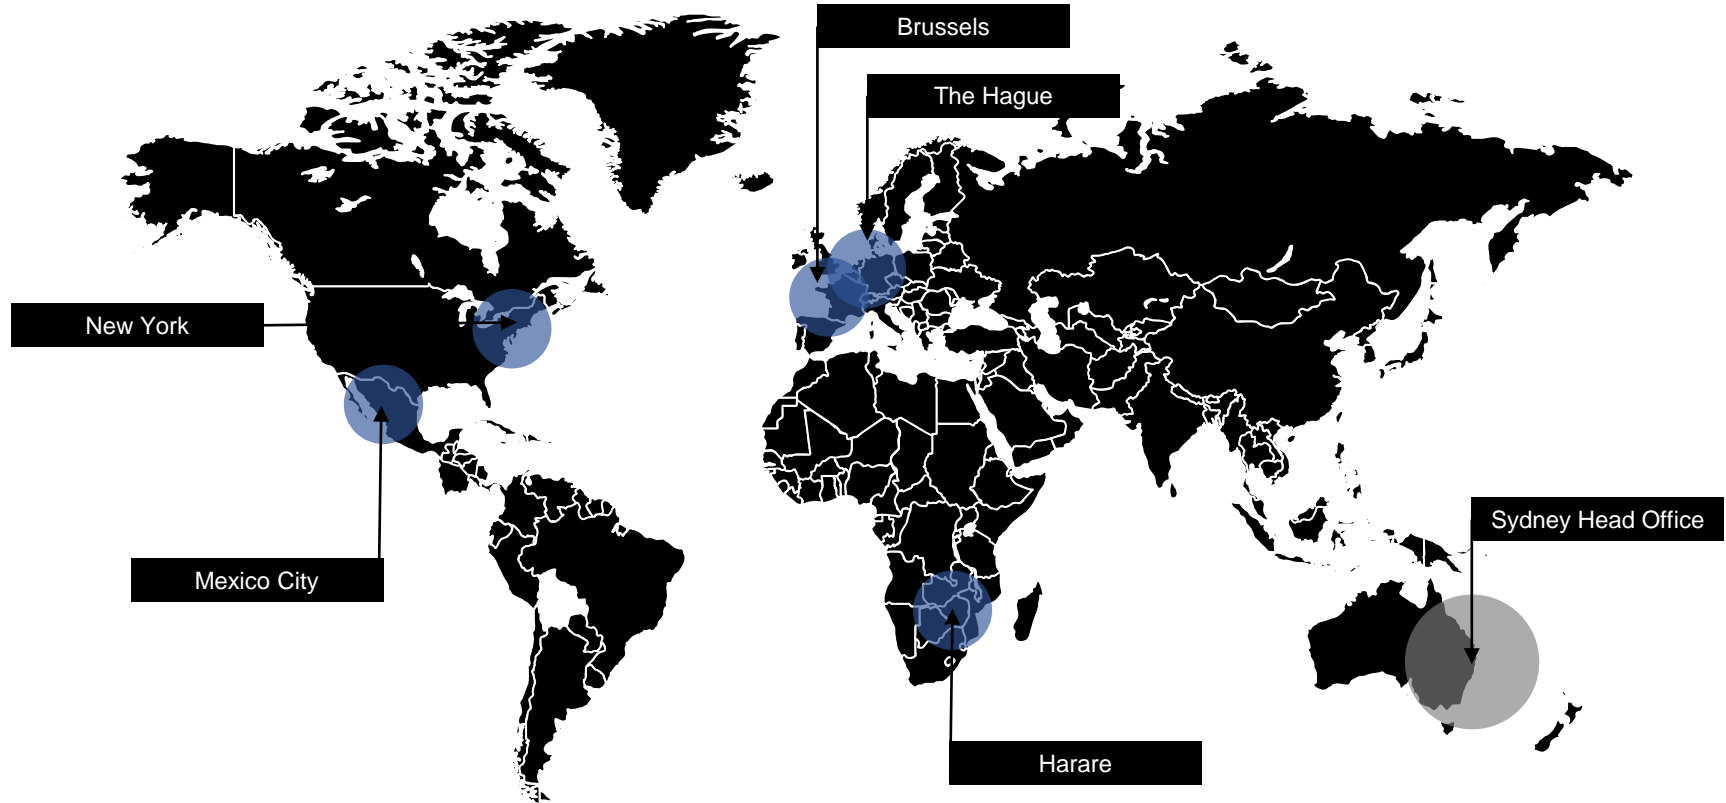 Brussels
The Hague
New York
Sydney Head Office
Mexico City
Harare